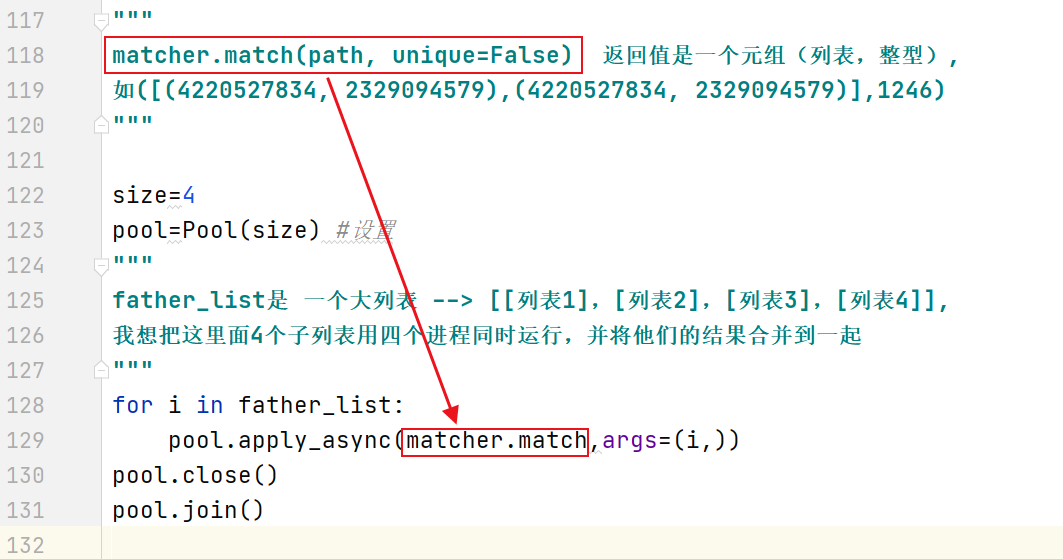 117 """
118 matcher.match(path, unique=False) 返回值是一个元组（列表，整型），
119 如([(4220527834, 2329094579),(4220527834, 2329094579)],1246)
120 """
121
122 size=4
123 pool=Pool(size) #设置
124 """
125 father_list是 一个大列表 --> [[列表1]，[列表2]，[列表3]，[列表4]]，
126 我想把这里面4个子列表用四个进程同时运行，并将他们的结果合并到一起
127 """
128 for i in father_list:
129 pool.apply_async(matcher.match,args=(i,))
130 pool.close()
131 pool.join()
132